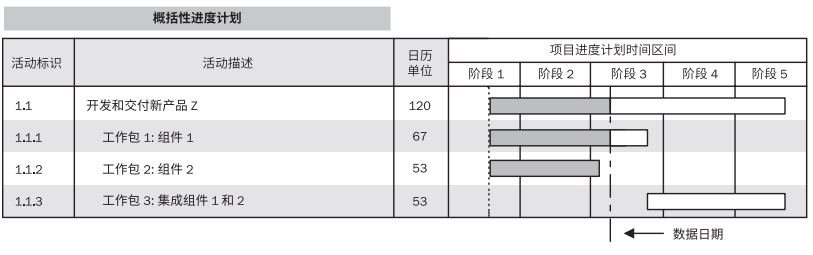 概括性进度计划
活动标识 活动描述 日历单位 项目进度计划时间区间
阶段 1 阶段 2 阶段 3 阶段 4 阶段 5
1.1 开发和交付新产品 Z 120
1.1.1 工作包 1: 组件 1 67
1.1.2 工作包 2: 组件 2 53
1.1.3 工作包 3: 集成组件 1 和 2 53
数据日期